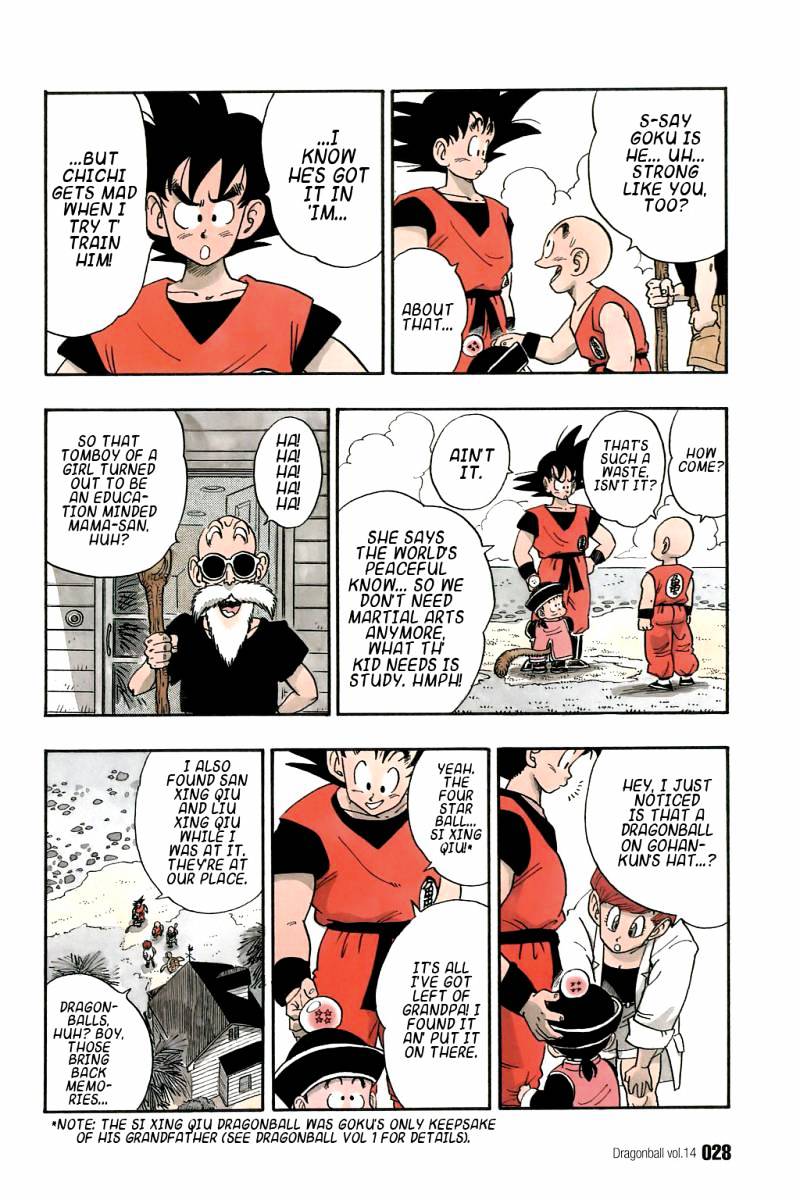 S-SAY
GOKU IS
HE... UH...
STRONG
LIKE YOU,
TOO?
ABOUT
THAT...
...I
KNOW
HE'S GOT
IT IN
'IM...
...BUT
CHICHI
GETS MAD
WHEN I
TRY T'
TRAIN
HIM!
HOW
COME?
SHE SAYS
THE WORLD'S
PEACEFUL
KNOW... SO WE
DON'T NEED
MARTIAL ARTS
ANYMORE,
WHAT TH'
KID NEEDS IS
STUDY. HMPH!
THAT'S
SUCH A
WASTE,
ISN'T IT?
AIN'T
IT.
HA!
HA!
HA!
HA!
HA!
SO THAT
TOMBOY OF A
GIRL TURNED
OUT TO BE
AN EDUCA-
TION MINDED
MAMA-SAN,
HUH?
HEY, I JUST
NOTICED
IS THAT A
DRAGONBALL
ON GOHAN-
KUN'S HAT...?
YEAH.
THE
FOUR
STAR
BALL...
SI XING
QIU!*
IT'S ALL
I'VE GOT
LEFT OF
GRANDPA! I
FOUND IT
AN' PUT IT
ON THERE.
I ALSO
FOUND SAN
XING QIU
AND LIU
XING QIU
WHILE I
WAS AT IT.
THEY'RE AT
OUR PLACE.
DRAGON-
BALLS,
HUH? BOY,
THOSE
BRING
BACK
MEMO-
RIES...
*NOTE: THE SI XING QIU DRAGONBALL WAS GOKU'S ONLY KEEPSAKE
OF HIS GRANDFATHER (SEE DRAGONBALL VOL 1 FOR DETAILS).
Dragonball vol.14 028